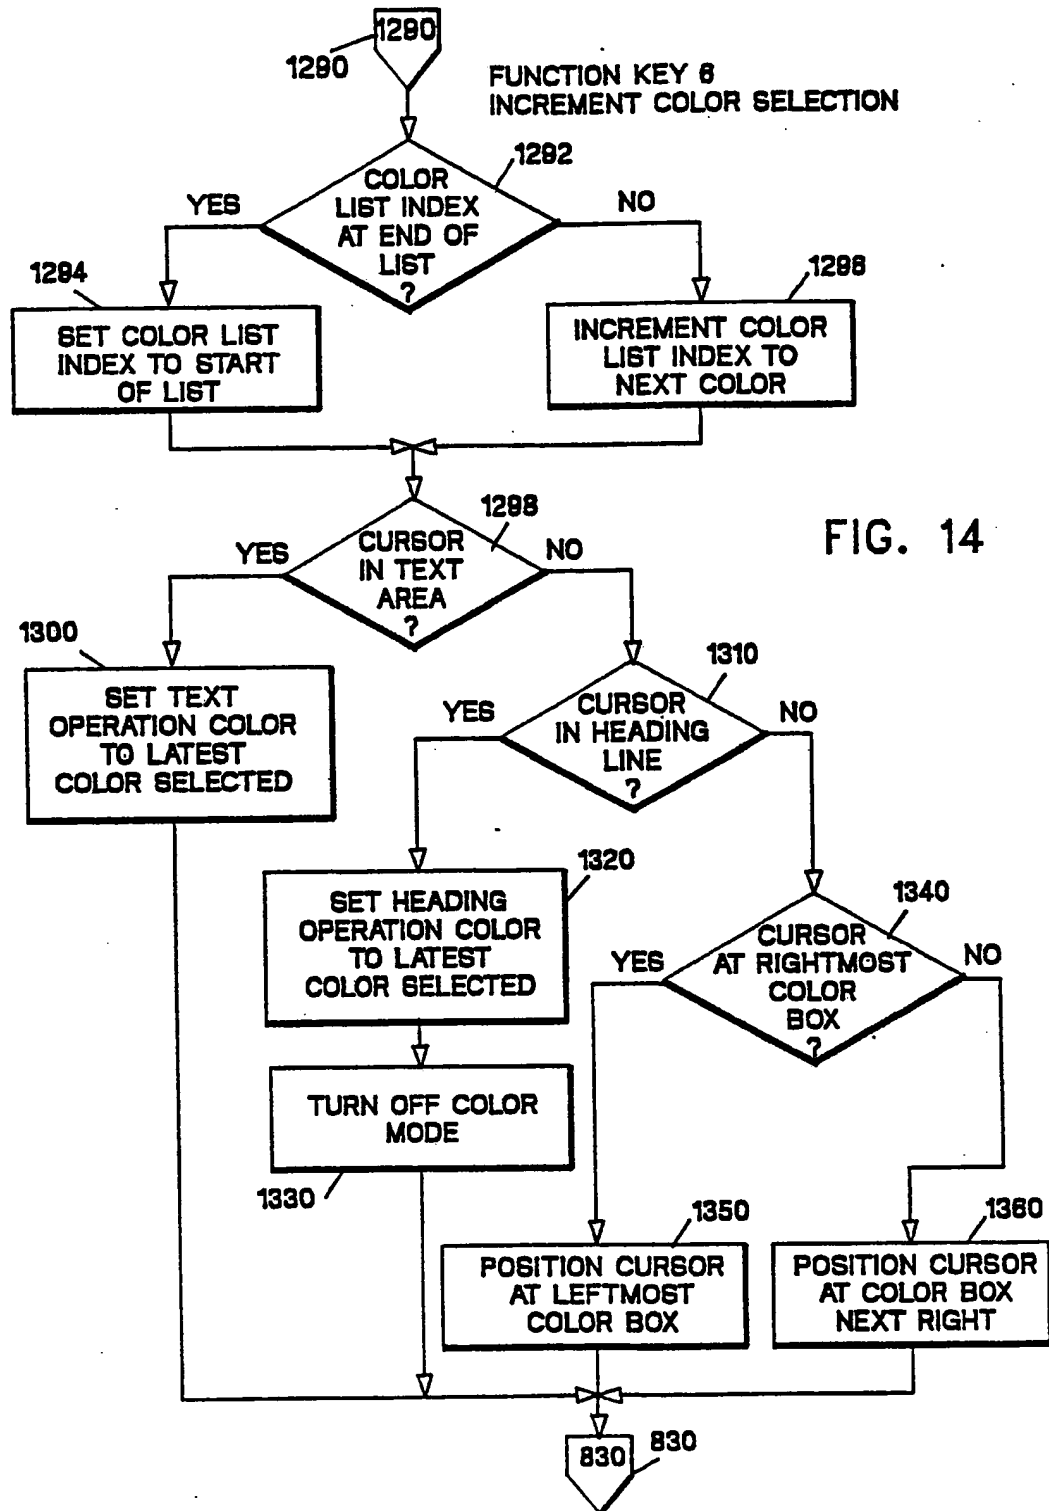 1290
1290
FUNCTION KEY 6
INCREMENT COLOR SELECTION
1292
COLOR
LIST INDEX
AT END OF
LIST
?
YES
NO
1294
1296
SET COLOR LIST
INDEX TO START
OF LIST
INCREMENT COLOR
LIST INDEX TO
NEXT COLOR
1298
YES
CURSOR
IN TEXT
AREA
?
NO
FIG. 14
1300
SET TEXT
OPERATION COLOR
TO LATEST
COLOR SELECTED
1310
YES
CURSOR
IN HEADING
LINE
?
NO
1320
SET HEADING
OPERATION COLOR
TO LATEST
COLOR SELECTED
1340
YES
CURSOR
AT RIGHTMOST
COLOR
BOX
?
NO
TURN OFF COLOR
MODE
1330
1350
1360
POSITION CURSOR
AT LEFTMOST
COLOR BOX
POSITION CURSOR
AT COLOR BOX
NEXT RIGHT
830
830